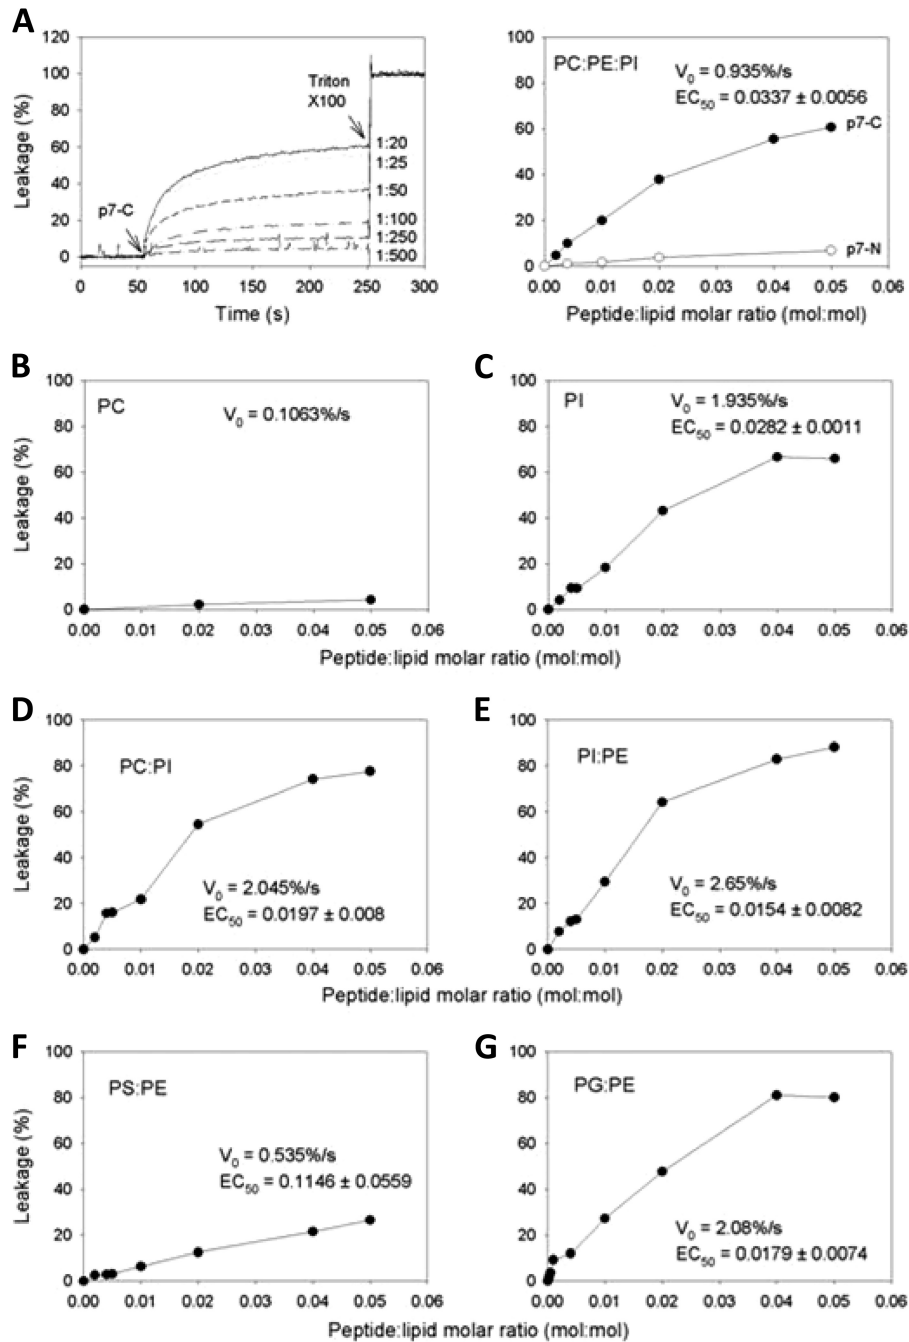 A
Leakage (%)
120
100
80
60
40
20
0
p7-C
Triton
X100
1:20
1:25
1:50
1:100
1:250
1:500
0 50 100 150 200 250 300
Time (s)
100
80
60
40
20
0
PC:PE:PI
V0 = 0.935%/s
EC50 = 0.0337 ± 0.0056
p7-C
p7-N
0.00 0.01 0.02 0.03 0.04 0.05 0.06
Peptide:lipid molar ratio (mol:mol)
B
Leakage (%)
100
80
60
40
20
0
PC
V0 = 0.1063%/s
0.00 0.01 0.02 0.03 0.04 0.05 0.06
C
100
80
60
40
20
0
PI
V0 = 1.935%/s
EC50 = 0.0282 ± 0.0011
0.00 0.01 0.02 0.03 0.04 0.05 0.06
Peptide:lipid molar ratio (mol:mol)
D
Leakage (%)
100
80
60
40
20
0
PC:PI
V0 = 2.045%/s
EC50 = 0.0197 ± 0.008
0.00 0.01 0.02 0.03 0.04 0.05 0.06
E
100
80
60
40
20
0
PI:PE
V0 = 2.65%/s
EC50 = 0.0154 ± 0.0082
0.00 0.01 0.02 0.03 0.04 0.05 0.06
Peptide:lipid molar ratio (mol:mol)
F
Leakage (%)
100
80
60
40
20
0
PS:PE
V0 = 0.535%/s
EC50 = 0.1146 ± 0.0559
0.00 0.01 0.02 0.03 0.04 0.05 0.06
G
100
80
60
40
20
0
PG:PE
V0 = 2.08%/s
EC50 = 0.0179 ± 0.0074
0.00 0.01 0.02 0.03 0.04 0.05 0.06
Peptide:lipid molar ratio (mol:mol)